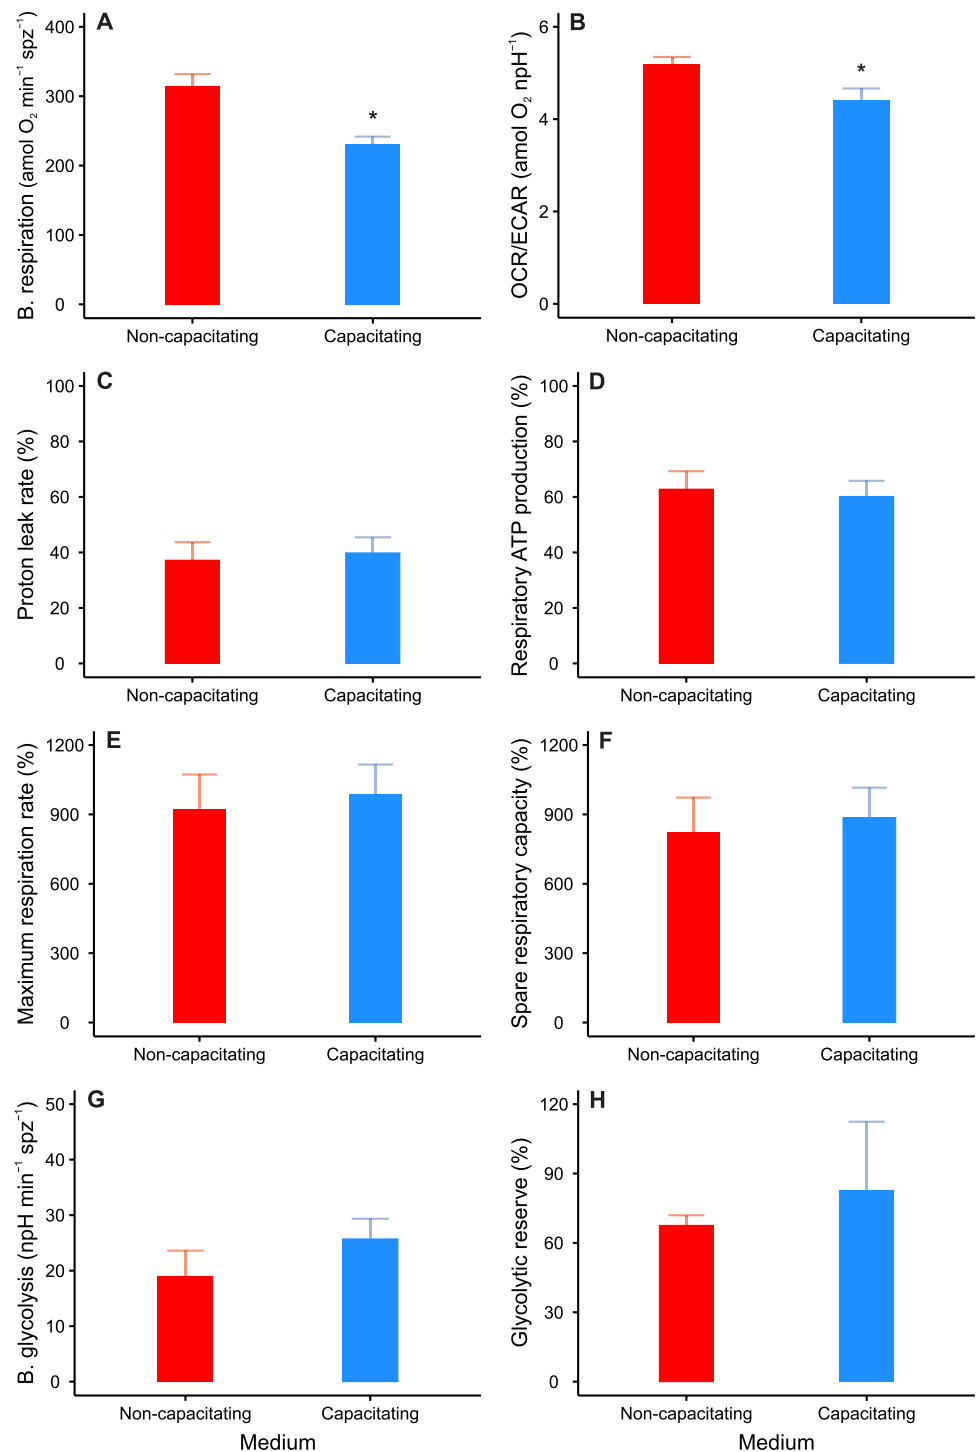 A
B. respiration (amol O₂ min⁻¹ spz⁻¹)
400
300
200
100
0
*
Non-capacitating
Capacitating
B
OCR/ECAR (amol O₂ npH⁻¹)
6
4
2
0
*
Non-capacitating
Capacitating
C
Proton leak rate (%)
100
80
60
40
20
0
Non-capacitating
Capacitating
D
Respiratory ATP production (%)
100
80
60
40
20
0
Non-capacitating
Capacitating
E
Maximum respiration rate (%)
1200
900
600
300
0
Non-capacitating
Capacitating
F
Spare respiratory capacity (%)
1200
900
600
300
0
Non-capacitating
Capacitating
G
B. glycolysis (npH min⁻¹ spz⁻¹)
50
40
30
20
10
0
Non-capacitating
Capacitating
Medium
H
Glycolytic reserve (%)
120
90
60
30
0
Non-capacitating
Capacitating
Medium